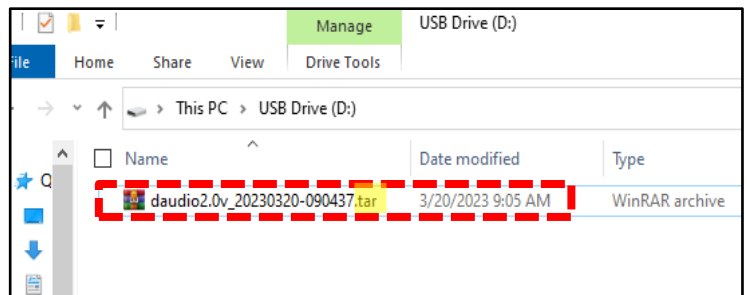 Manage USB Drive (D:)
File Home Share View Drive Tools
This PC > USB Drive (D:)
Name Date modified Type
daudio2.0v_20230320-090437.tar 3/20/2023 9:05 AM WinRAR archive
Q